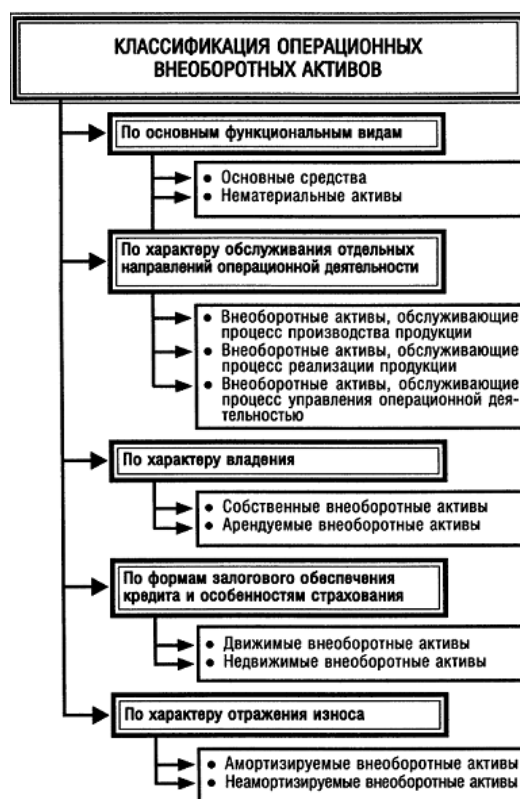 КЛАССИФИКАЦИЯ ОПЕРАЦИОННЫХ
ВНЕОБОРОТНЫХ АКТИВОВ
По основным функциональным видам
• Основные средства
• Нематериальные активы
По характеру обслуживания отдельных
направлений операционной деятельности
• Внеоборотные активы, обслуживающие
процесс производства продукции
• Внеоборотные активы, обслуживающие
процесс реализации продукции
• Внеоборотные активы, обслуживающие
процесс управления операционной дея-
тельностью
По характеру владения
• Собственные внеоборотные активы
• Арендуемые внеоборотные активы
По формам залогового обеспечения
кредита и особенностям страхования
• Движимые внеоборотные активы
• Недвижимые внеоборотные активы
По характеру отражения износа
• Амортизируемые внеоборотные активы
• Неамортизируемые внеоборотные активы